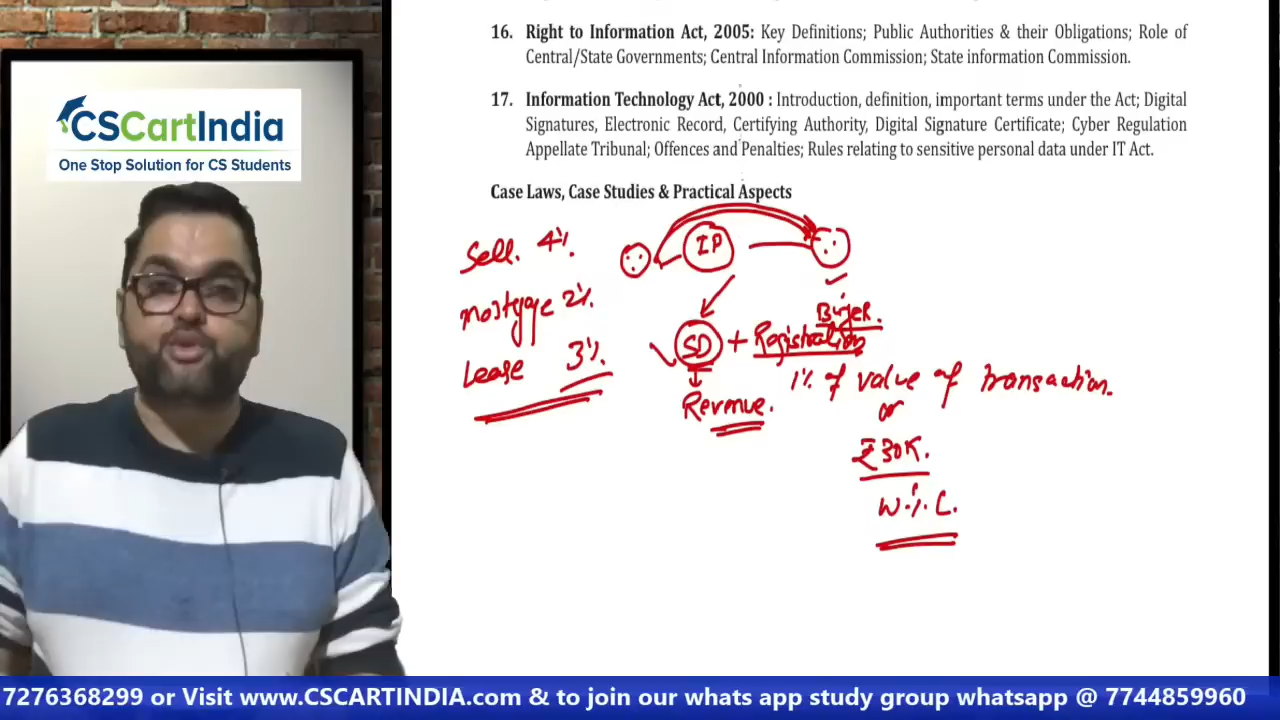 16. Right to Information Act, 2005: Key Definitions; Public Authorities & their Obligations; Role of
Central/State Governments; Central Information Commission; State information Commission.
17. Information Technology Act, 2000 : Introduction, definition, important terms under the Act; Digital
Signatures, Electronic Record, Certifying Authority, Digital Signature Certificate; Cyber Regulation
Appellate Tribunal; Offences and Penalties; Rules relating to sensitive personal data under IT Act.
Case Laws, Case Studies & Practical Aspects
CSCartIndia
One Stop Solution for CS Students
Sell. 4%.
mortgage 2%.
Lease 3%.
IP
SD + Registration
Revenue.
1% of value of transaction.
or
₹30K.
W.I.L.
7276368299 or Visit www.CSCARTINDIA.com & to join our whats app study group whatsapp @ 7744859960